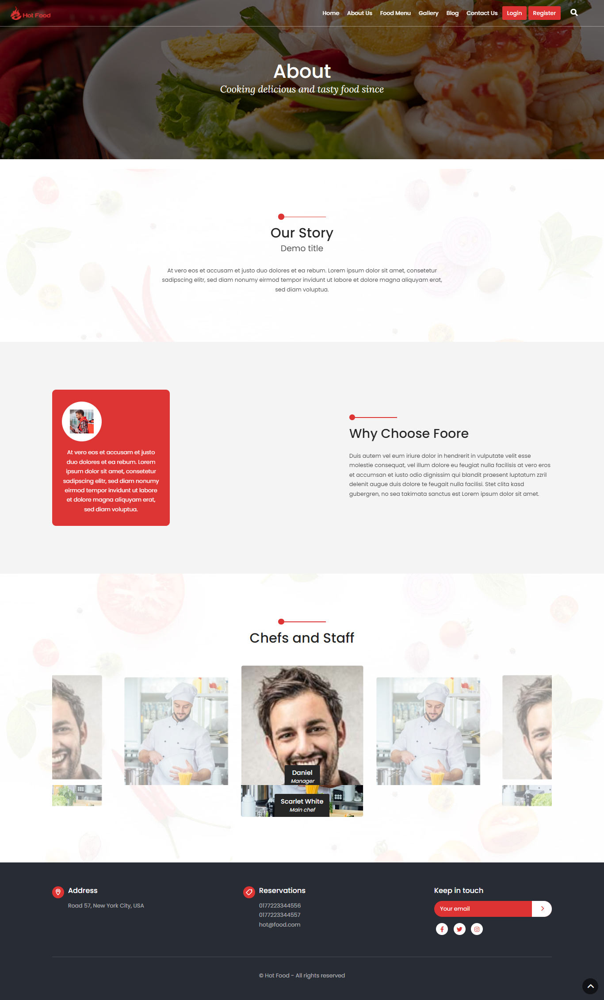 Hot Food
Home About Us Food Menu Gallery Blog Contact Us Login Register
About
Cooking delicious and tasty food since
Our Story
Demo title
At vero eos et accusam et justo duo dolores et ea rebum. Lorem ipsum dolor sit amet, consetetur
sadipscing elitr, sed diam nonumy eirmod tempor invidunt ut labore et dolore magna aliquyam erat,
sed diam voluptua.
At vero eos et accusam et justo
duo dolores et ea rebum. Lorem
ipsum dolor sit amet, consetetur
sadipscing elitr, sed diam nonumy
eirmod tempor invidunt ut labore
et dolore magna aliquyam erat,
sed diam voluptua.
Why Choose Foore
Duis autem vel eum iriure dolor in hendrerit in vulputate velit esse
molestie consequat, vel illum dolore eu feugiat nulla facilisis at vero eros
et accumsan et iusto odio dignissim qui blandit praesent luptatum zzril
delenit augue duis dolore te feugait nulla facilisi. Stet clita kasd
gubergren, no sea takimata sanctus est Lorem ipsum dolor sit amet.
Chefs and Staff
Daniel
Manager
Scarlet White
Main chef
Address
Road 57, New York City, USA
Reservations
0177223344556
0177223344557
hot@food.com
Keep in touch
Your email
© Hot Food - All rights reserved